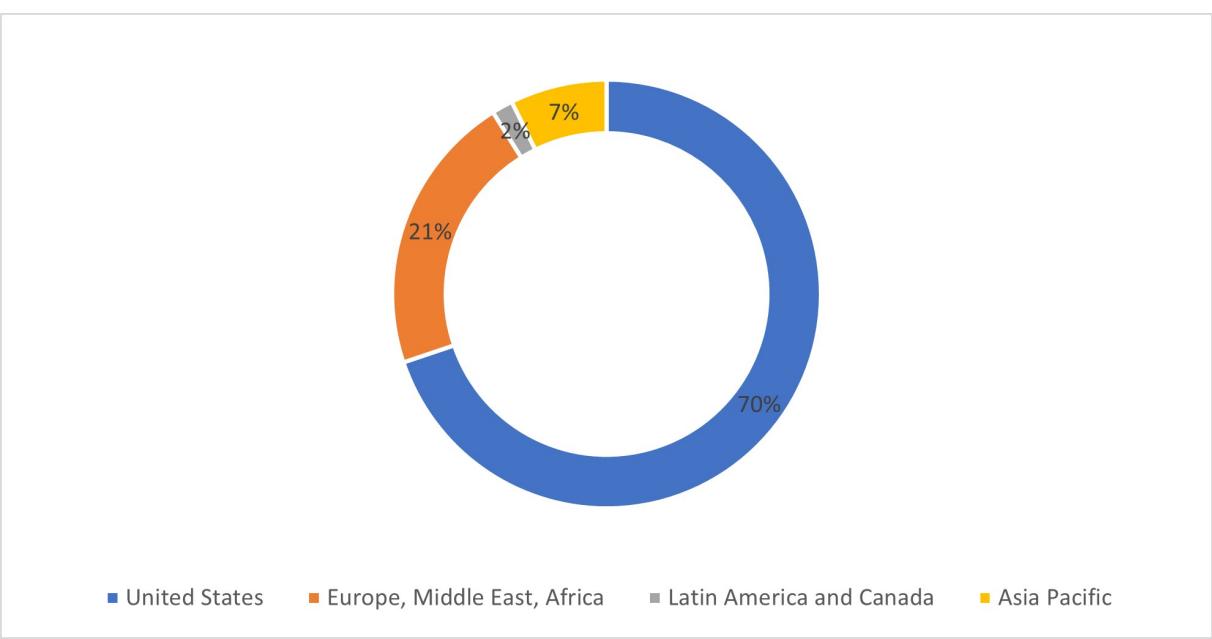 7%
2%
21%
70%
United States
Europe, Middle East, Africa
Latin America and Canada
Asia Pacific